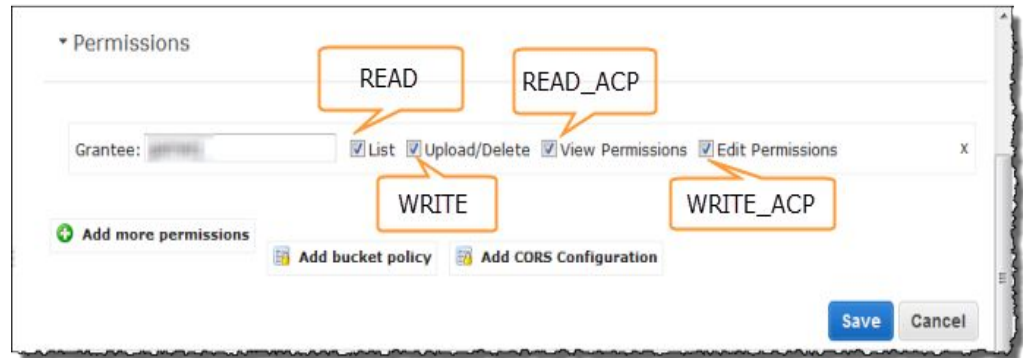 Permissions
READ READ_ACP
Grantee: List Upload/Delete View Permissions Edit Permissions x
WRITE WRITE_ACP
Add more permissions
Add bucket policy Add CORS Configuration
Save Cancel